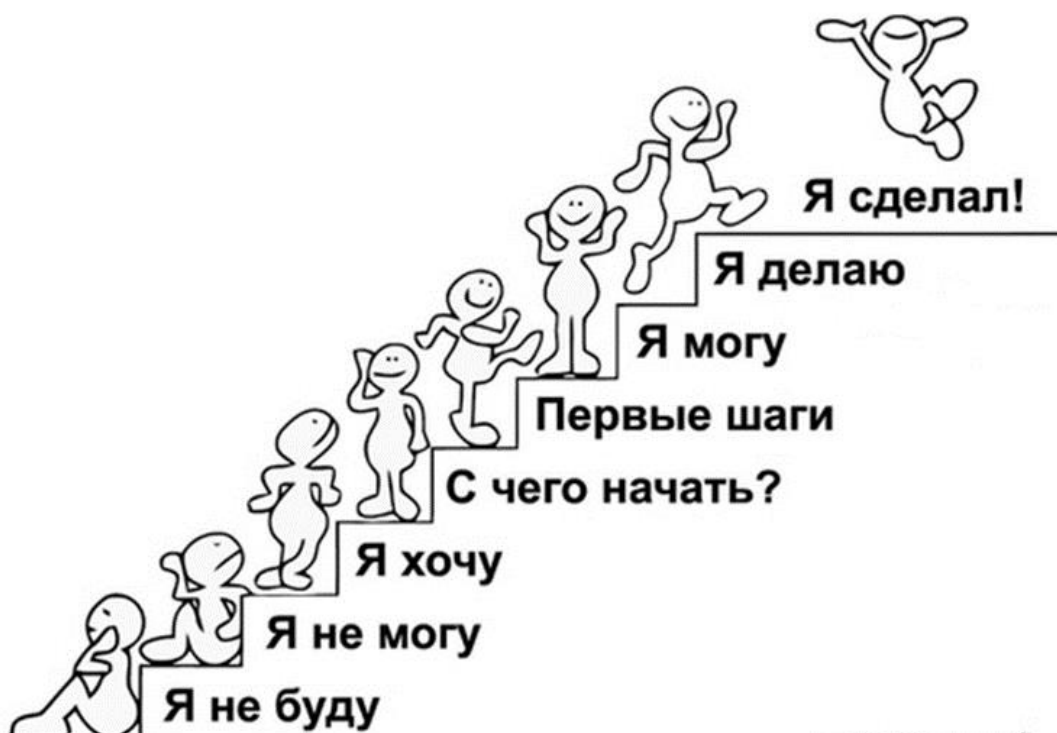 Я сделал!
Я делаю
Я могу
Первые шаги
С чего начать?
Я хочу
Я не могу
Я не буду